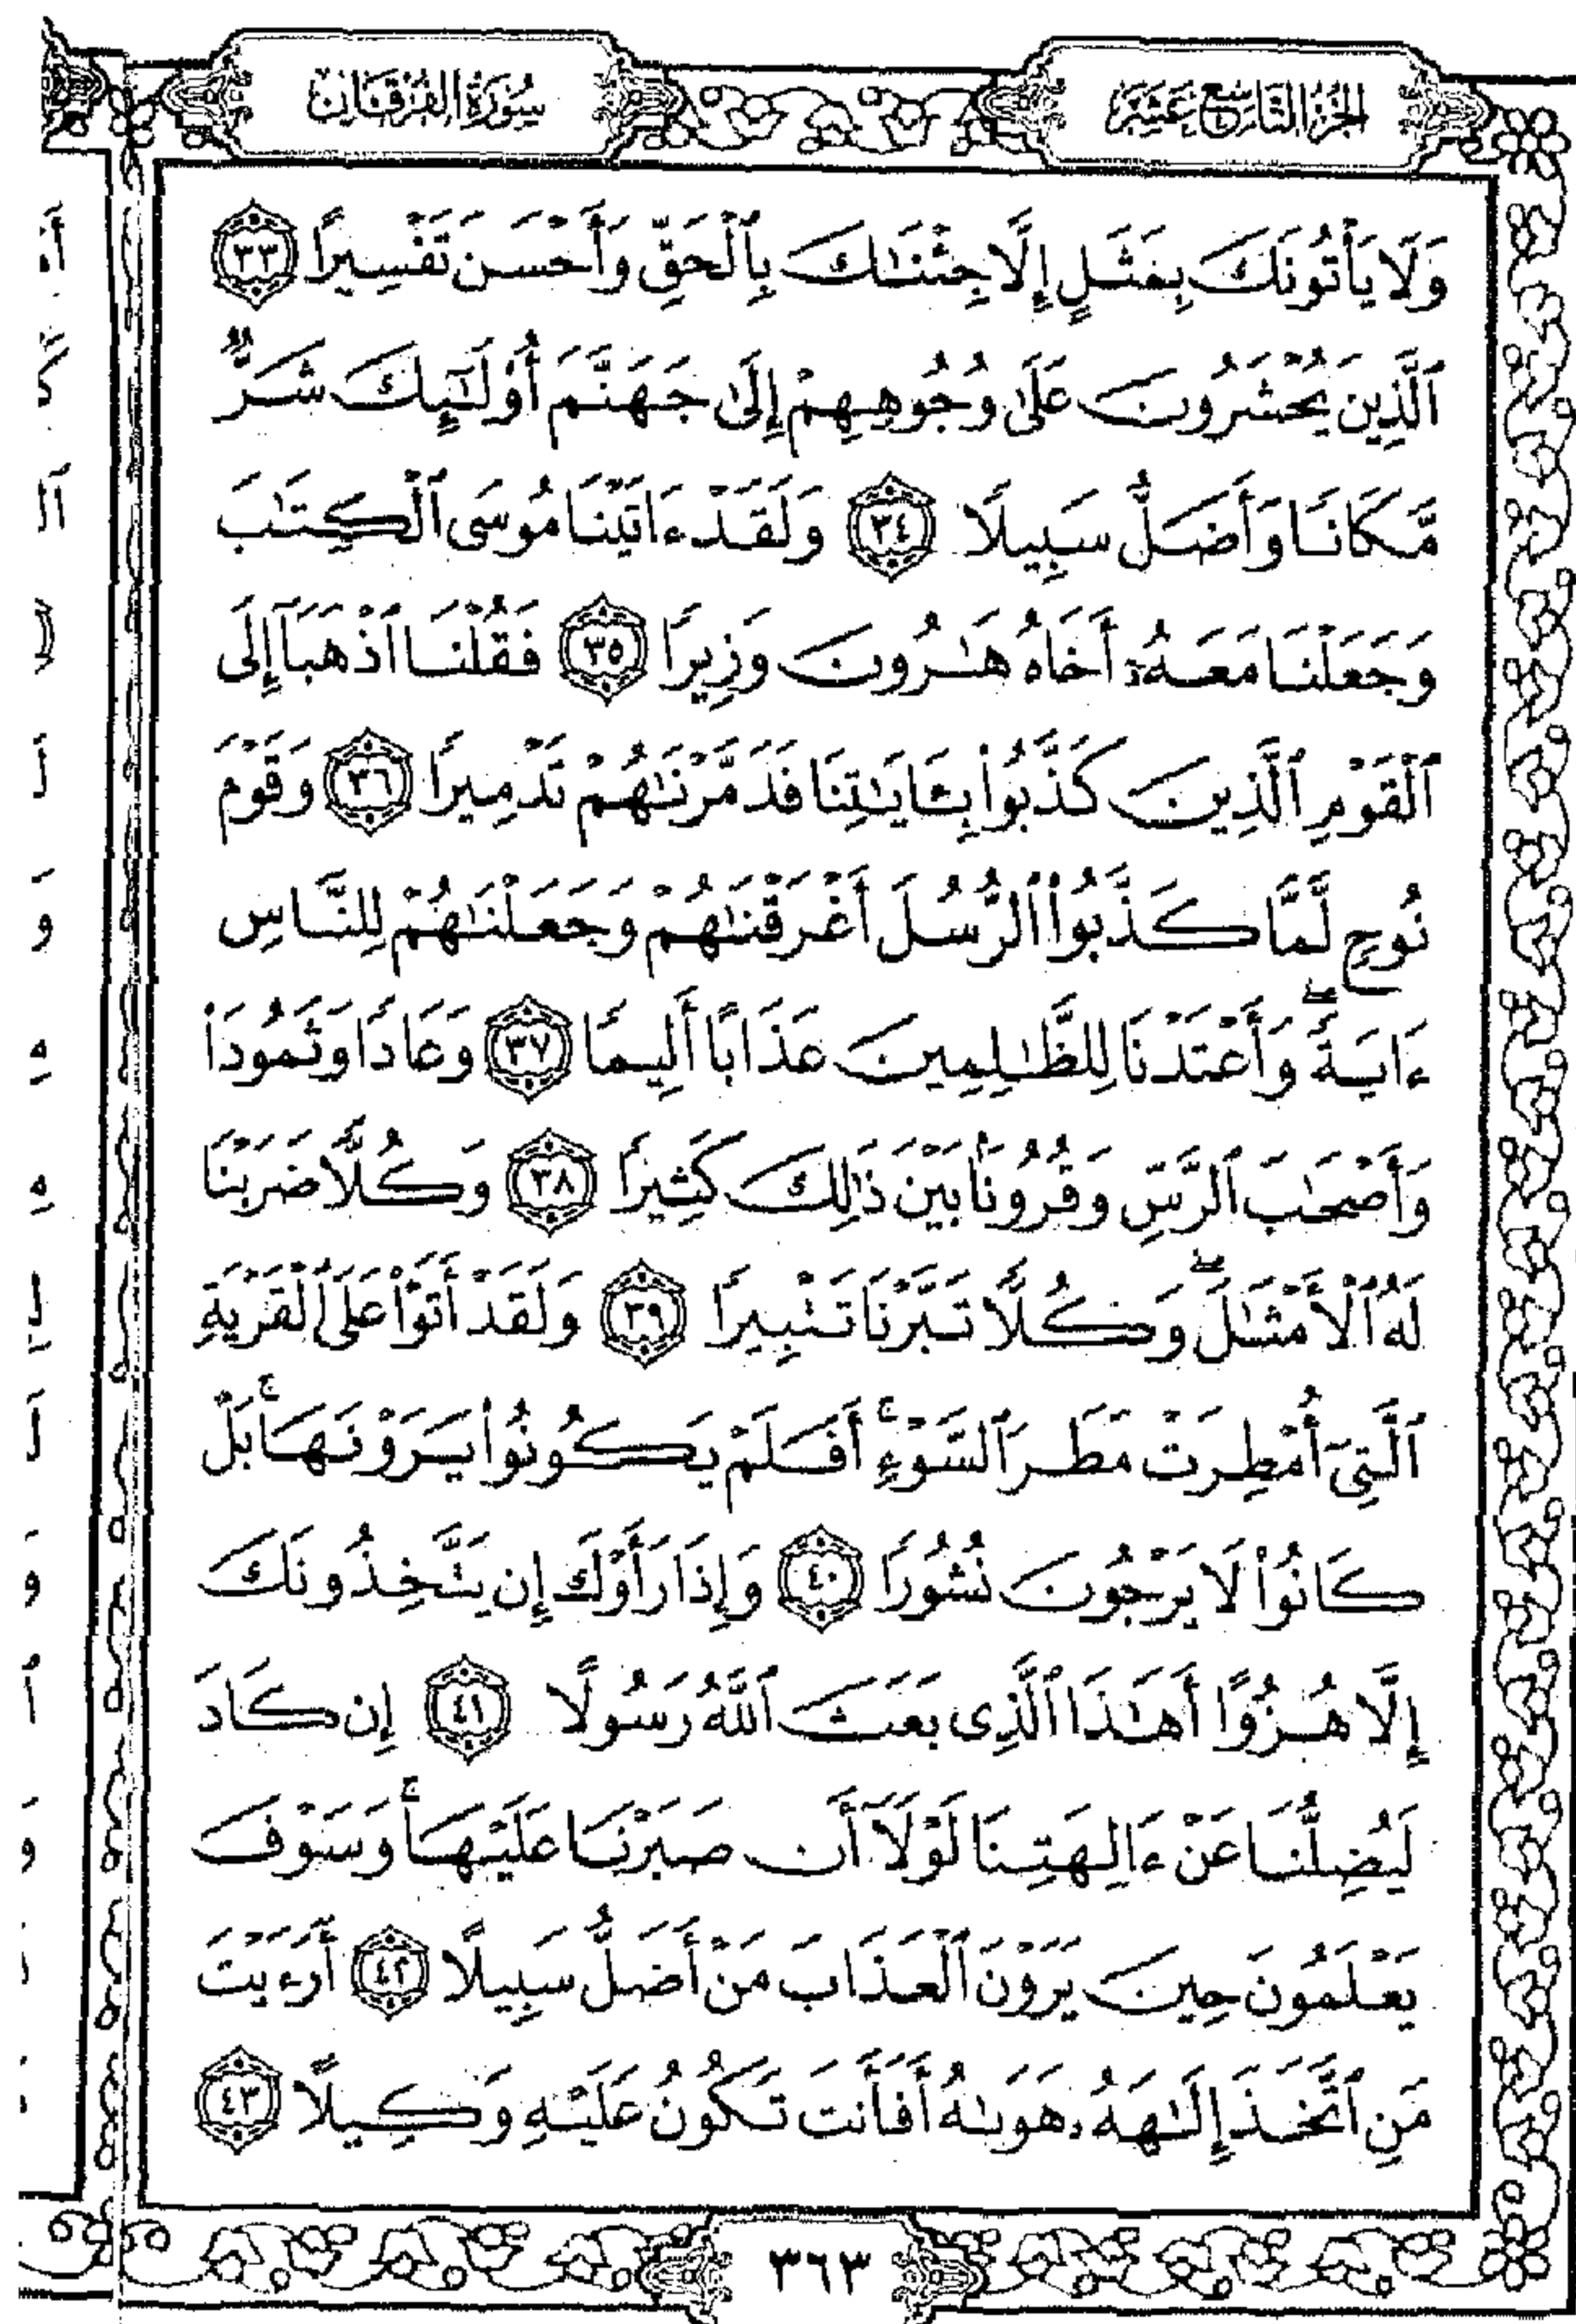 الجزء التاسع عشر
سورة الفرقان
وَلَا يَأْتُونَكَ بِمَثَلٍ إِلَّا جِئْنَٰكَ بِٱلْحَقِّ وَأَحْسَنَ تَفْسِيرًا ٣٣
ٱلَّذِينَ يُحْشَرُونَ عَلَىٰ وُجُوهِهِمْ إِلَىٰ جَهَنَّمَ أُو۟لَٰٓئِكَ شَرٌّ
مَّكَانًا وَأَضَلُّ سَبِيلًا ٣٤ وَلَقَدْ ءَاتَيْنَا مُوسَى ٱلْكِتَٰبَ
وَجَعَلْنَا مَعَهُۥٓ أَخَاهُ هَٰرُونَ وَزِيرًا ٣٥ فَقُلْنَا ٱذْهَبَآ إِلَى
ٱلْقَوْمِ ٱلَّذِينَ كَذَّبُوا۟ بِـَٔايَٰتِنَا فَدَمَّرْنَٰهُمْ تَدْمِيرًا ٣٦ وَقَوْمَ
نُوحٍ لَّمَّا كَذَّبُوا۟ ٱلرُّسُلَ أَغْرَقْنَٰهُمْ وَجَعَلْنَٰهُمْ لِلنَّاسِ
ءَايَةً ۖ وَأَعْتَدْنَا لِلظَّٰلِمِينَ عَذَابًا أَلِيمًا ٣٧ وَعَادًا وَثَمُودَا۟
وَأَصْحَٰبَ ٱلرَّسِّ وَقُرُونًۢا بَيْنَ ذَٰلِكَ كَثِيرًا ٣٨ وَكُلًّا ضَرَبْنَا
لَهُ ٱلْأَمْثَٰلَ ۖ وَكُلًّا تَبَّرْنَا تَتْبِيرًا ٣٩ وَلَقَدْ أَتَوْا۟ عَلَى ٱلْقَرْيَةِ
ٱلَّتِىٓ أُمْطِرَتْ مَطَرَ ٱلسَّوْءِ ۚ أَفَلَمْ يَكُونُوا۟ يَرَوْنَهَا ۚ بَلْ
كَانُوا۟ لَا يَرْجُونَ نُشُورًا ٤٠ وَإِذَا رَأَوْكَ إِن يَتَّخِذُونَكَ
إِلَّا هُزُوًا أَهَٰذَا ٱلَّذِى بَعَثَ ٱللَّهُ رَسُولًا ٤١ إِن كَادَ
لَيُضِلُّنَا عَنْ ءَالِهَتِنَا لَوْلَآ أَن صَبَرْنَا عَلَيْهَا ۚ وَسَوْفَ
يَعْلَمُونَ حِينَ يَرَوْنَ ٱلْعَذَابَ مَنْ أَضَلُّ سَبِيلًا ٤٢ أَرَءَيْتَ
مَنِ ٱتَّخَذَ إِلَٰهَهُۥ هَوَىٰهُ أَفَأَنتَ تَكُونُ عَلَيْهِ وَكِيلًا ٤٣
٣٦٣